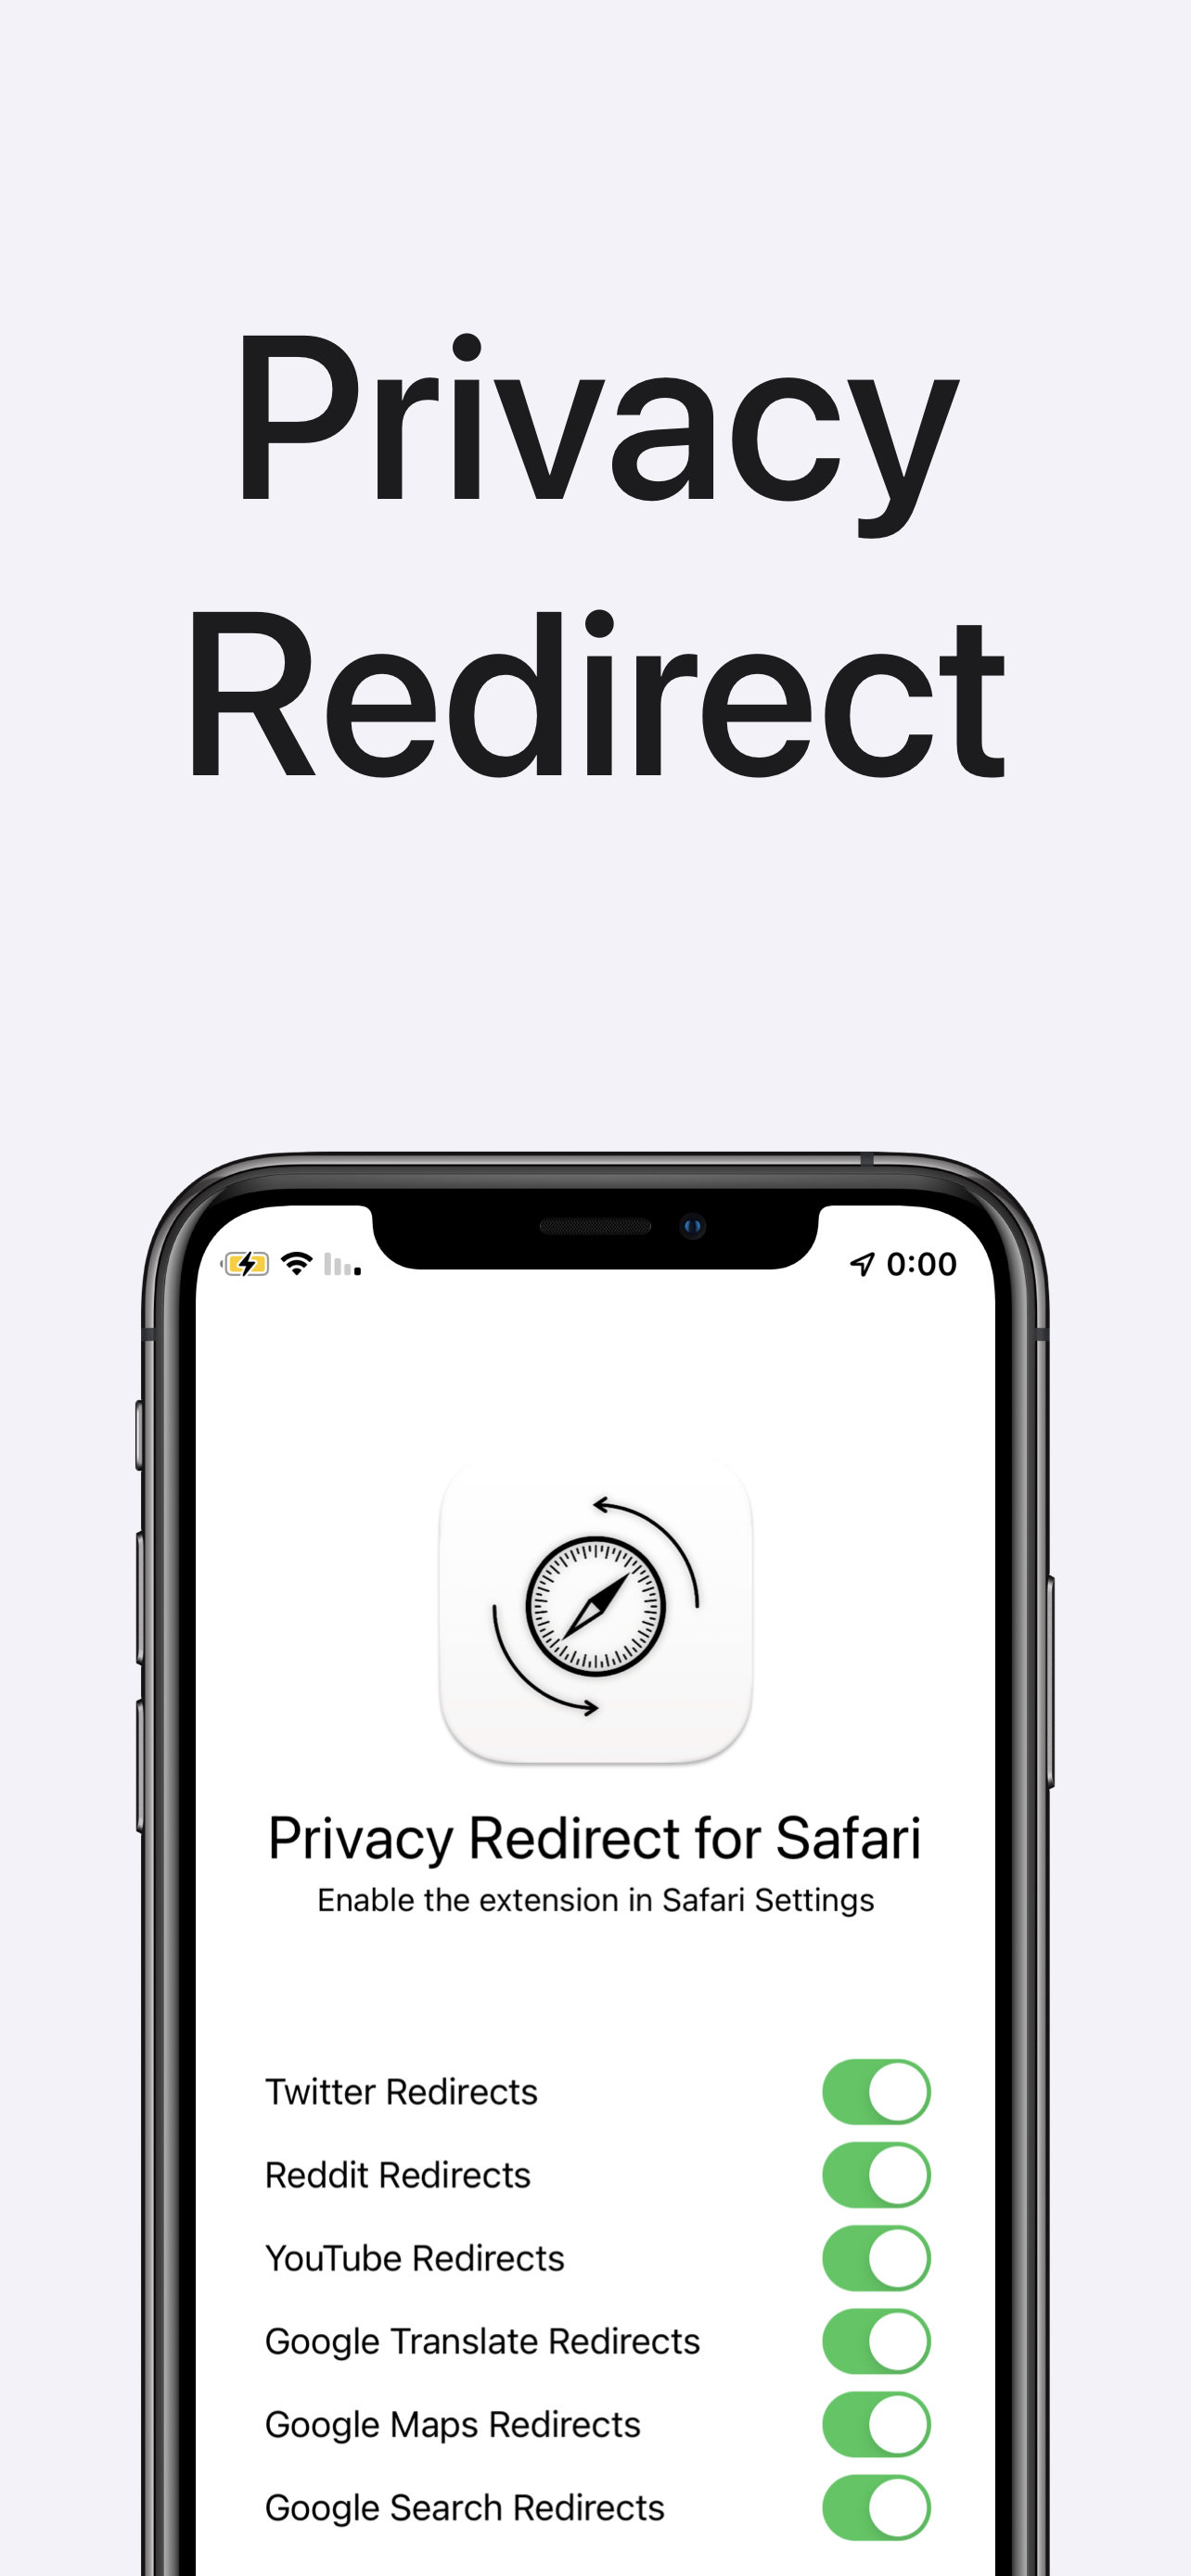 Privacy
Redirect
0:00
Privacy Redirect for Safari
Enable the extension in Safari Settings
Twitter Redirects
Reddit Redirects
YouTube Redirects
Google Translate Redirects
Google Maps Redirects
Google Search Redirects